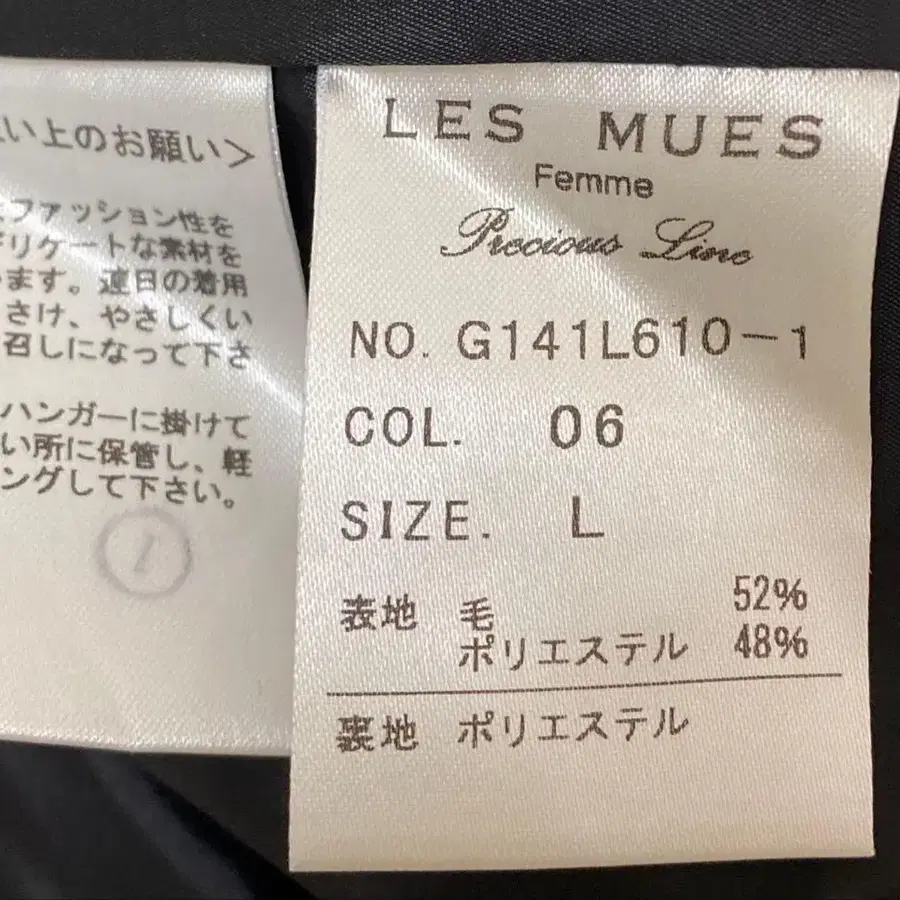 い上のお願い>
ファッション性を
リケートな素材を
ます。連日の着用
さけ、やさしくい
召しになって下さ
ハンガーに掛けて
い所に保管し、軽
ングして下さい。
1
LES MUES
Femme
Precious Line
NO. G141L610-1
COL. 06
SIZE. L
表地 毛 52%
ポリエステル 48%
裏地 ポリエステル